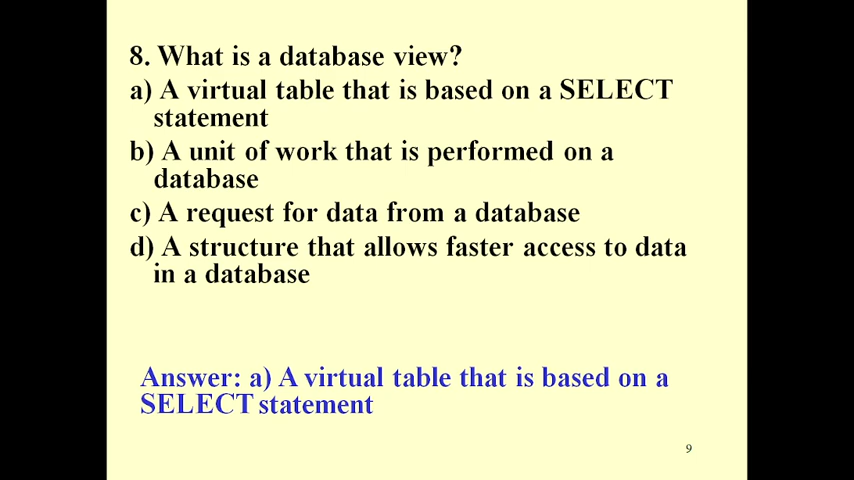 8. What is a database view?
a) A virtual table that is based on a SELECT
statement
b) A unit of work that is performed on a
database
c) A request for data from a database
d) A structure that allows faster access to data
in a database
Answer: a) A virtual table that is based on a
SELECT statement
9